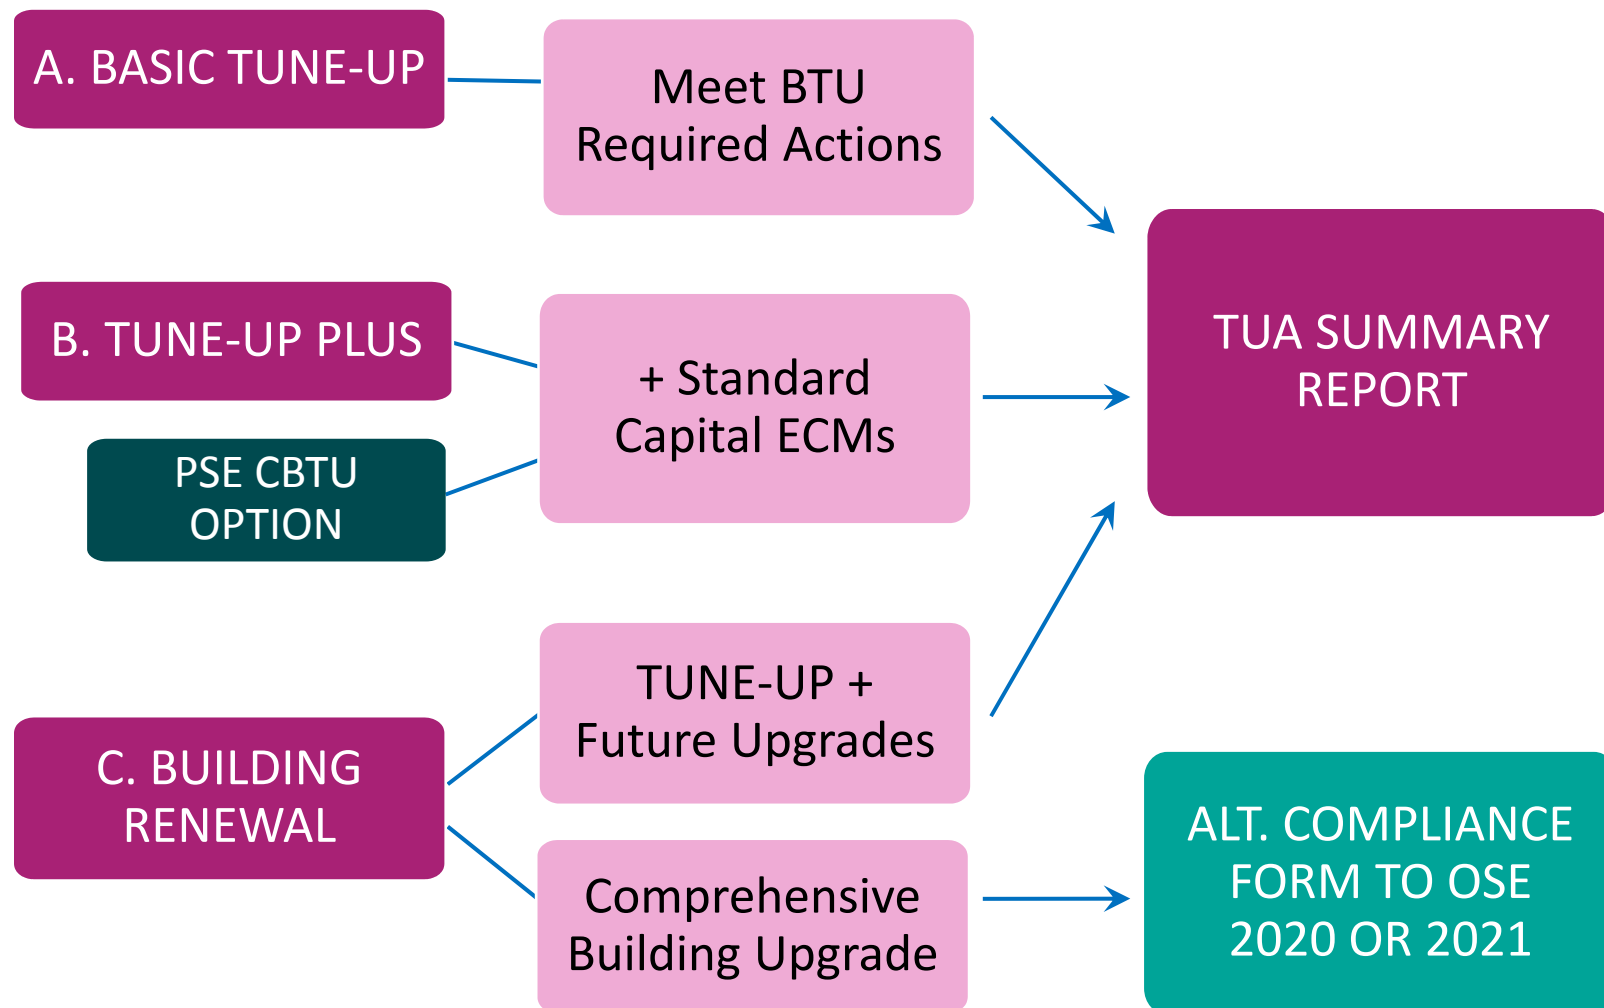 A. BASIC TUNE-UP
Meet BTU
Required Actions
B. TUNE-UP PLUS
PSE CBTU
OPTION
+ Standard
Capital ECMs
TUA SUMMARY
REPORT
C. BUILDING
RENEWAL
TUNE-UP +
Future Upgrades
Comprehensive
Building Upgrade
ALT. COMPLIANCE
FORM TO OSE
2020 OR 2021